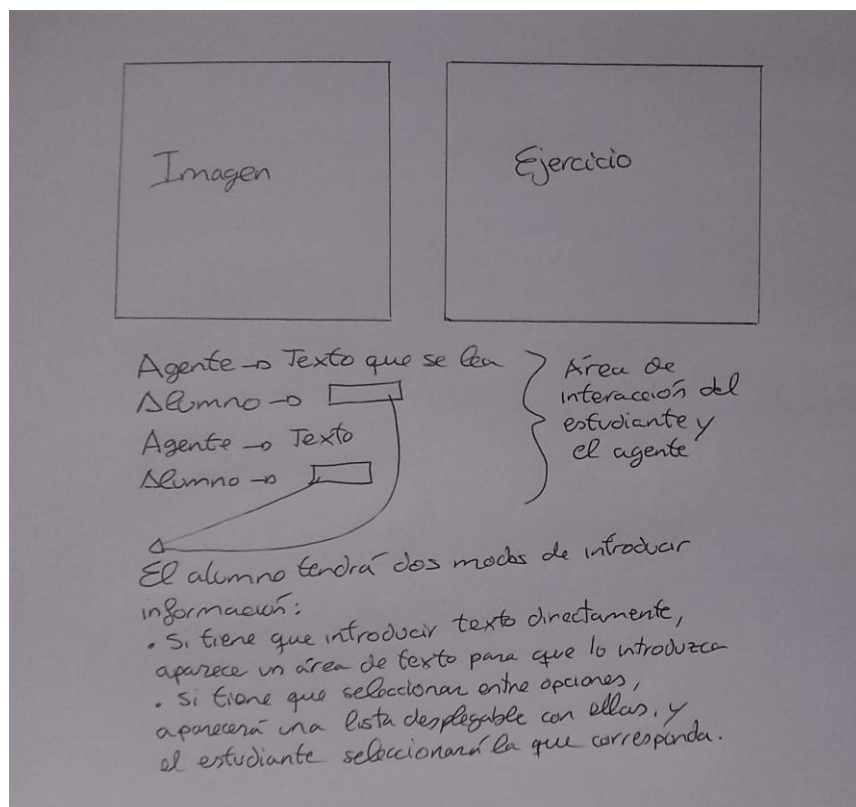 Imagen
Ejercicio
Agente → Texto que se lea
Alumno →
Agente → Texto
Alumno →
Área de
interacción del
estudiante y
el agente
El alumno tendrá dos modos de introducir
información:
• Si tiene que introducir texto directamente,
aparece un área de texto para que lo introduzca
• Si tiene que seleccionar entre opciones,
aparecerá una lista desplegable con ellas, y
el estudiante seleccionará la que corresponda.